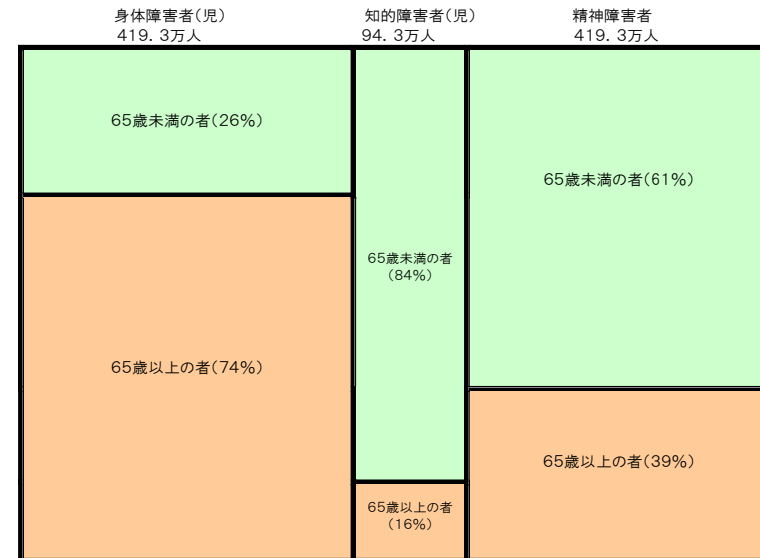 身体障害者(児)
419.3万人
知的障害者(児)
94.3万人
精神障害者
419.3万人
65歳未満の者(26%)
65歳以上の者(74%)
65歳未満の者
(84%)
65歳以上の者
(16%)
65歳未満の者(61%)
65歳以上の者(39%)